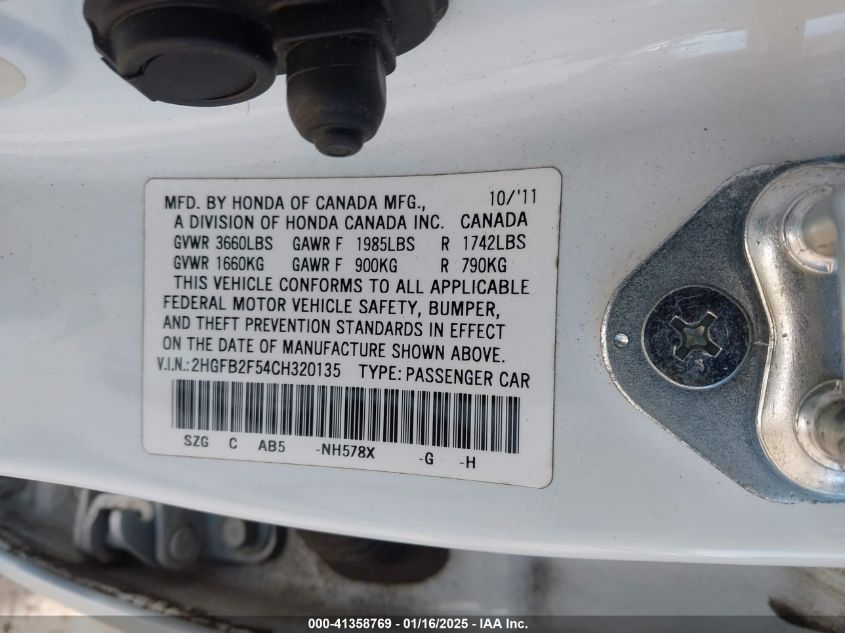 MFD. BY HONDA OF CANADA MFG., 10/'11
A DIVISION OF HONDA CANADA INC. CANADA
GVWR 3660LBS GAWR F 1985LBS R 1742LBS
GVWR 1660KG GAWR F 900KG R 790KG
THIS VEHICLE CONFORMS TO ALL APPLICABLE
FEDERAL MOTOR VEHICLE SAFETY, BUMPER,
AND THEFT PREVENTION STANDARDS IN EFFECT
ON THE DATE OF MANUFACTURE SHOWN ABOVE.
V.I.N.: 2HGFB2F54CH320135 TYPE: PASSENGER CAR
SZG C AB5 -NH578X -G -H
000-41358769 - 01/16/2025 - IAA Inc.